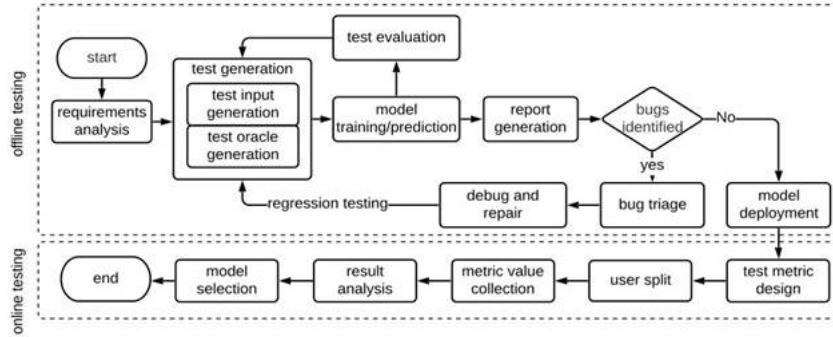 offline testing
start
requirements
analysis
test generation
test input
generation
test oracle
generation
test evaluation
model
training/prediction
report
generation
bugs
identified
No
yes
bug triage
debug and
repair
regression testing
model
deployment
online testing
test metric
design
user split
metric value
collection
result
analysis
model
selection
end